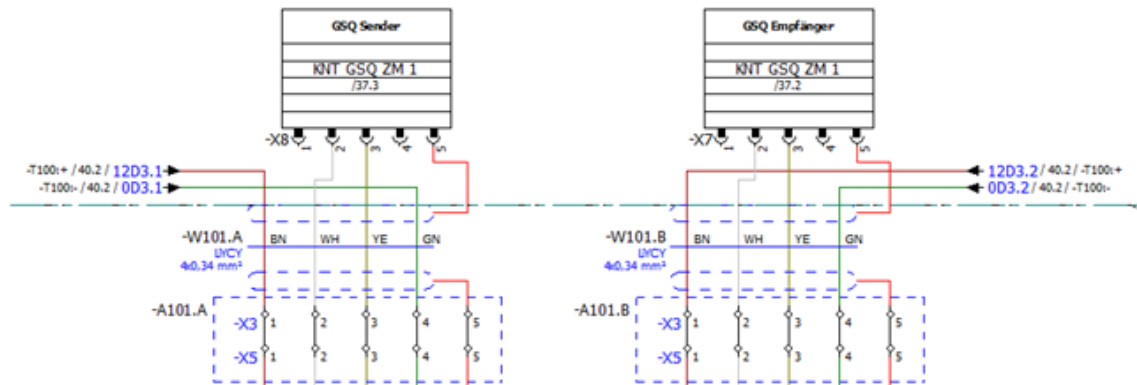 GSQ Sender
KNT GSQ ZM 1
/37.3
-X8 1 2 3 4 5
-T100:+ / 40.2 / 12D3.1
-T100:- / 40.2 / 0D3.1
-W101.A BN WH YE GN
LIYCY
4x0,34 mm²
-A101.A
-X3 1 2 3 4 5
-X5 1 2 3 4 5
GSQ Empfänger
KNT GSQ ZM 1
/37.2
-X7 1 2 3 4 5
12D3.2 / 40.2 / -T100:+
0D3.2 / 40.2 / -T100:-
-W101.B BN WH YE GN
LIYCY
4x0,34 mm²
-A101.B
-X3 1 2 3 4 5
-X5 1 2 3 4 5